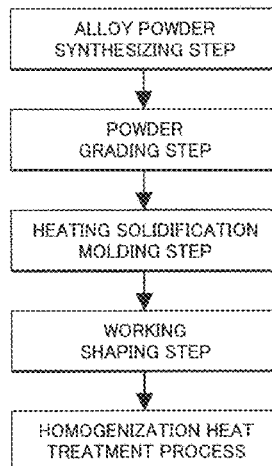 ALLOY POWDER
SYNTHESIZING STEP
POWDER
GRADING STEP
HEATING SOLIDIFICATION
MOLDING STEP
WORKING
SHAPING STEP
HOMOGENIZATION HEAT
TREATMENT PROCESS